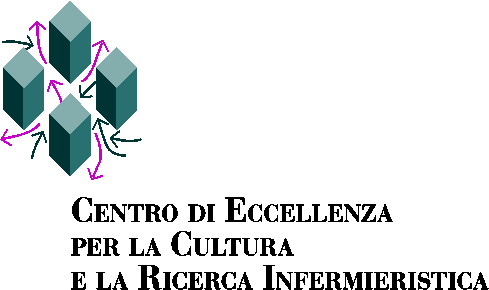 Centro di Eccellenza
per la Cultura
e la Ricerca Infermieristica